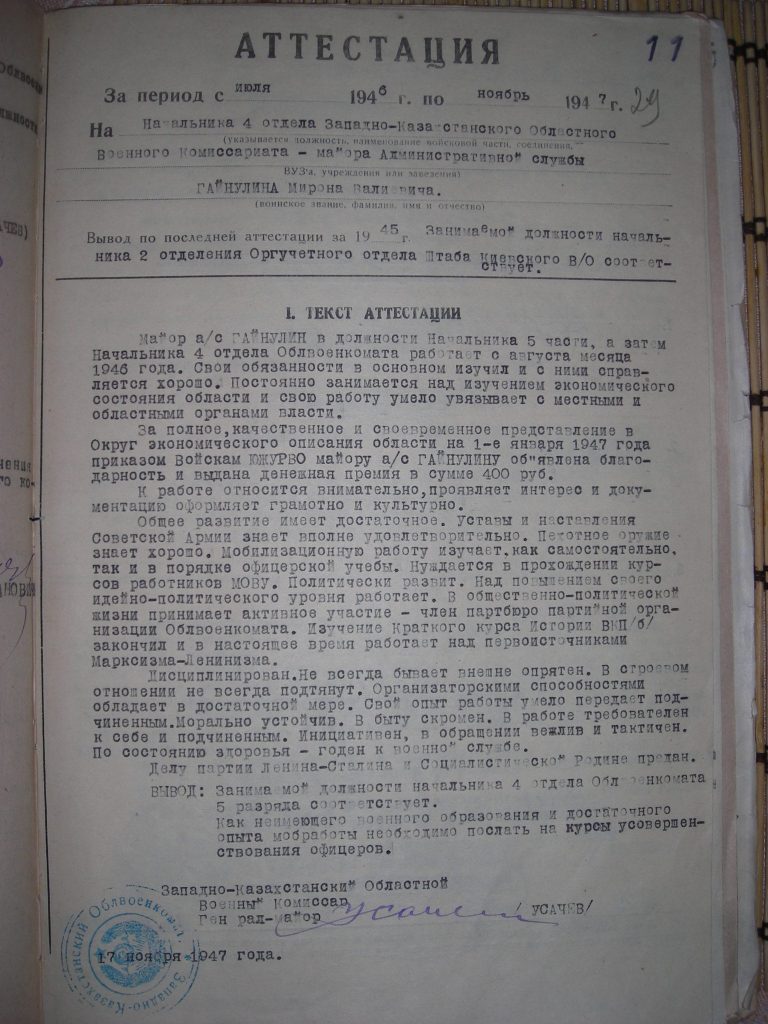 АТТЕСТАЦИЯ
11
За период с июля 1946 г. по ноябрь 1947 г.
29
На Начальника 4 отдела Западно-Казахстанского Областного
(указывается должность, наименование войсковой части, соединения,
Военного Комиссариата - майора Административной службы
ВУЗ'а, учреждения или заведения)
ГАЙНУЛИНА Мирона Валиевича.
(воинское звание, фамилия, имя и отчество)
Вывод по последней аттестации за 1945 г. Занимаемой должности началь-
ника 2 отделения Оргучетного отдела Штаба Киевского В/О соответ-
ствует.
I. ТЕКСТ АТТЕСТАЦИИ
Майор а/с ГАЙНУЛИН в должности Начальника 5 части, а затем
Начальника 4 отдела Облвоенкомата работает с августа месяца
1946 года. Свои обязанности в основном изучил и с ними справ-
ляется хорошо. Постоянно занимается над изучением экономического
состояния области и свою работу умело увязывает с местными и
областными органами власти.
За полное,качественное и своевременное представление в
Округ экономического описания области на 1-е января 1947 года
приказом Войскам ЮЖУРВО майору а/с ГАЙНУЛИНУ об"явлена благо-
дарность и выдана денежная премия в сумме 400 руб.
К работе относится внимательно,проявляет интерес и доку-
ментацию оформляет грамотно и культурно.
Общее развитие имеет достаточное. Уставы и наставления
Советской Армии знает вполне удовлетворительно. Пехотное оружие
знает хорошо. Мобилизационную работу изучает,как самостоятельно,
так и в порядке офицерской учебы. Нуждается в прохождении кур-
сов работников МОВУ. Политически развит. Над повышением своего
идейно-политического уровня работает. В общественно-политической
жизни принимает активное участие - член партбюро партийной орга-
низации Облвоенкомата. Изучение Краткого курса Истории ВКП/б/
закончил и в настоящее время работает над первоисточниками
Марксизма-Ленинизма.
Дисциплинирован.Не всегда бывает внешне опрятен. В строевом
отношении не всегда подтянут. Организаторскими способностями
обладает в достаточной мере. Свой опыт работы умело передает под-
чиненным.Морально устойчив. В быту скромен. В работе требователен
к себе и подчиненным. Инициативен, в обращении вежлив и тактичен.
По состоянию здоровья - годен к военной службе.
Делу партии Ленина-Сталина и Социалистической Родине предан.
ВЫВОД: Занимаемой должности начальника 4 отдела Облвоенкомата
5 разряда соответствует.
Как неимеющего военного образования и достаточного
опыта мобработы необходимо послать на курсы усовершен-
ствования офицеров.
Западно-Казахстанский Областной
Военный Комиссар
Генерал-майор Усачев / УСАЧЕВ/
17 ноября 1947 года.
Западно-Казахстанский Облвоенкомат